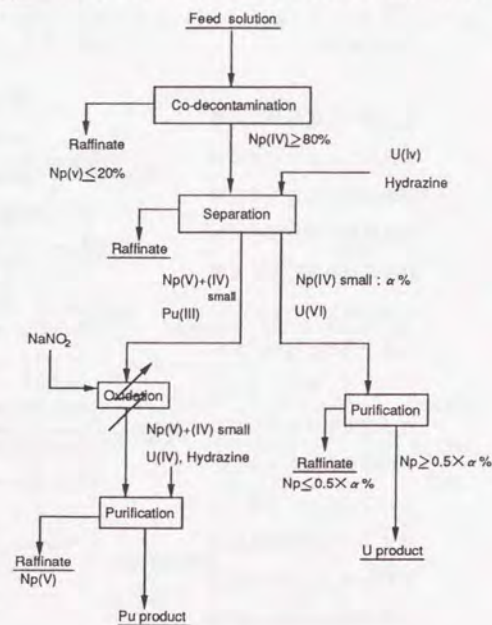 Feed solution
Co-decontamination
Raffinate
Np(v)≦20%
Np(IV)≧80%
U(Iv)
Hydrazine
Separation
Raffinate
Np(V)+(IV)
small
Pu(III)
Np(IV) small : α%
U(VI)
NaNO₂
Oxidation
Np(V)+(IV) small
U(IV), Hydrazine
Purification
Raffinate
Np≦0.5×α%
Np≧0.5×α%
U product
Purification
Raffinate
Np(V)
Pu product